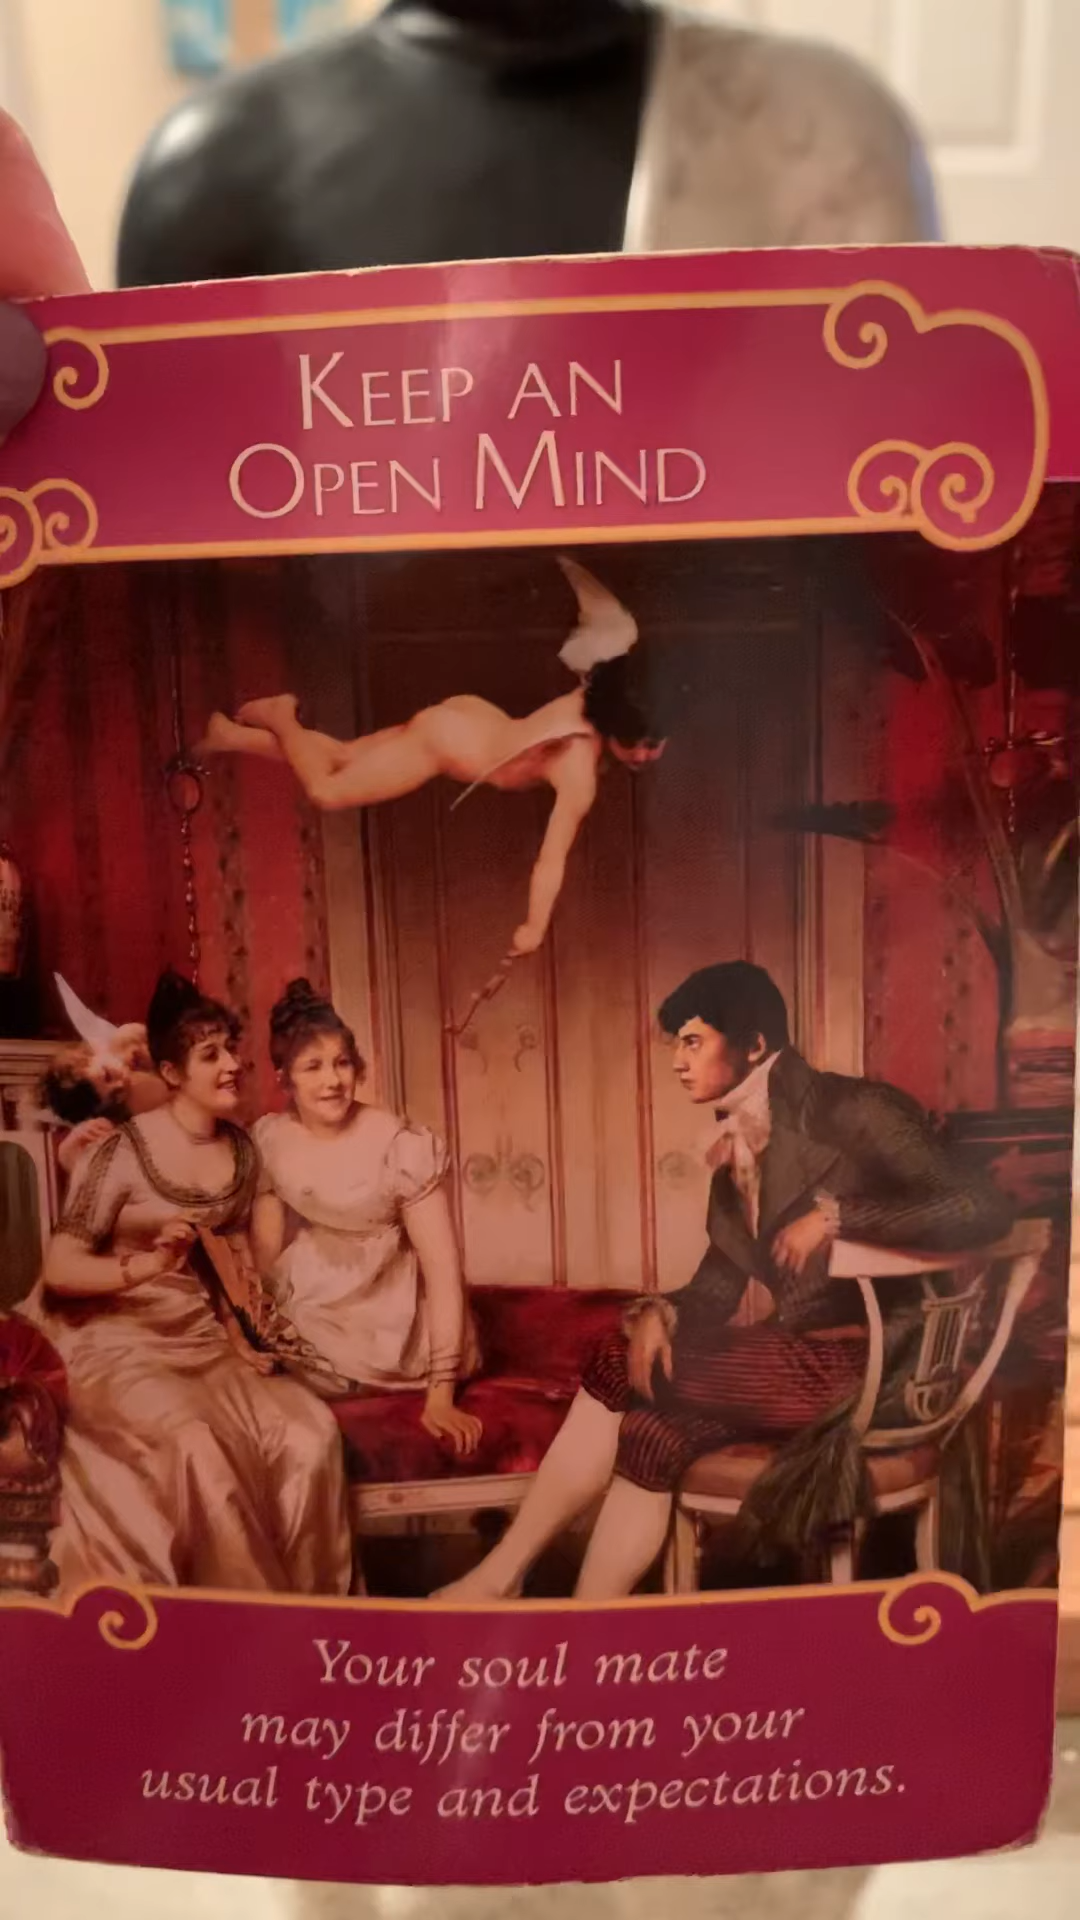 KEEP AN
OPEN MIND
Your soul mate
may differ from your
usual type and expectations.